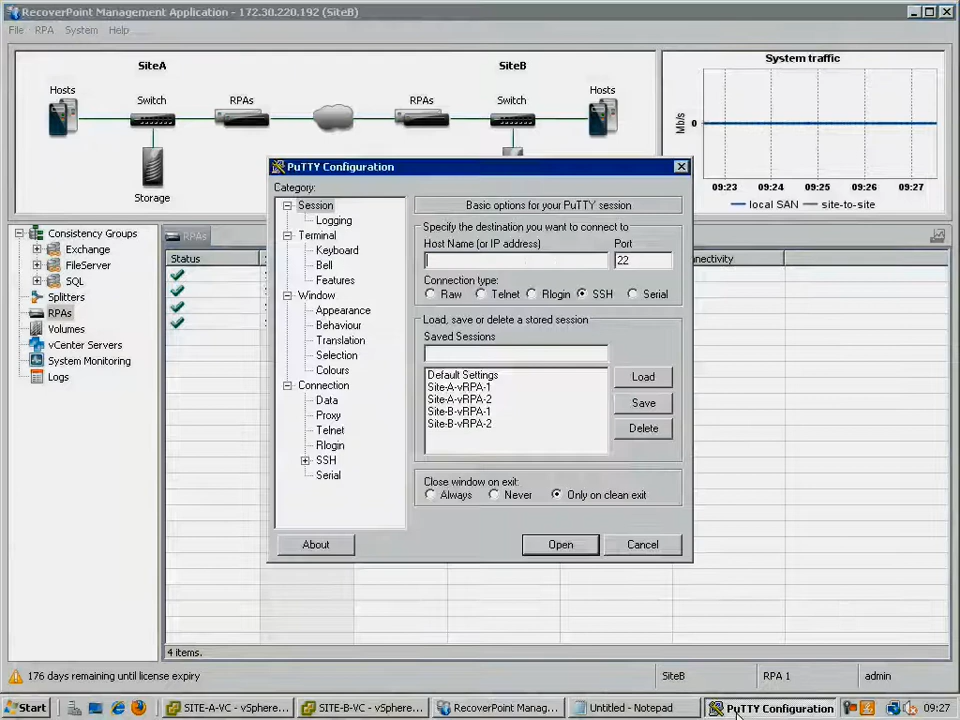 RecoverPoint Management Application - 172.30.220.192 (SiteB)
File RPA System Help
SiteA
SiteB
Hosts
Switch
RPAs
RPAs
Switch
Hosts
Storage
System traffic
Mb/s
0
09:23 09:24 09:25 09:26 09:27
local SAN site-to-site
Consistency Groups
Exchange
FileServer
SQL
Splitters
RPAs
Volumes
vCenter Servers
System Monitoring
Logs
RPAs
Status
nnectivity
4 items.
PuTTY Configuration
Category:
Session
Logging
Terminal
Keyboard
Bell
Features
Window
Appearance
Behaviour
Translation
Selection
Colours
Connection
Data
Proxy
Telnet
Rlogin
SSH
Serial
Basic options for your PuTTY session
Specify the destination you want to connect to
Host Name (or IP address) Port
22
Connection type:
Raw Telnet Rlogin SSH Serial
Load, save or delete a stored session
Saved Sessions
Default Settings
Site-A-vRPA-1
Site-A-vRPA-2
Site-B-vRPA-1
Site-B-vRPA-2
Load
Save
Delete
Close window on exit:
Always Never Only on clean exit
About Open Cancel
176 days remaining until license expiry
SiteB
RPA 1
admin
Start
SITE-A-VC - vSphere...
SITE-B-VC - vSphere...
RecoverPoint Manag...
Untitled - Notepad
PuTTY Configuration
09:27